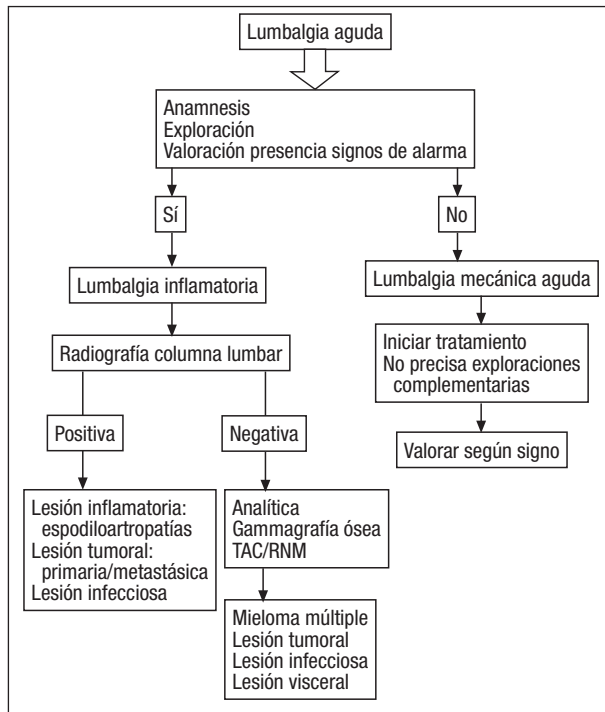 Lumbalgia aguda
Anamnesis
Exploración
Valoración presencia signos de alarma
Sí
No
Lumbalgia inflamatoria
Lumbalgia mecánica aguda
Radiografía columna lumbar
Iniciar tratamiento
No precisa exploraciones
complementarias
Positiva
Negativa
Valorar según signo
Lesión inflamatoria:
espodiloartropatías
Lesión tumoral:
primaria/metastásica
Lesión infecciosa
Analítica
Gammagrafía ósea
TAC/RNM
Mieloma múltiple
Lesión tumoral
Lesión infecciosa
Lesión visceral